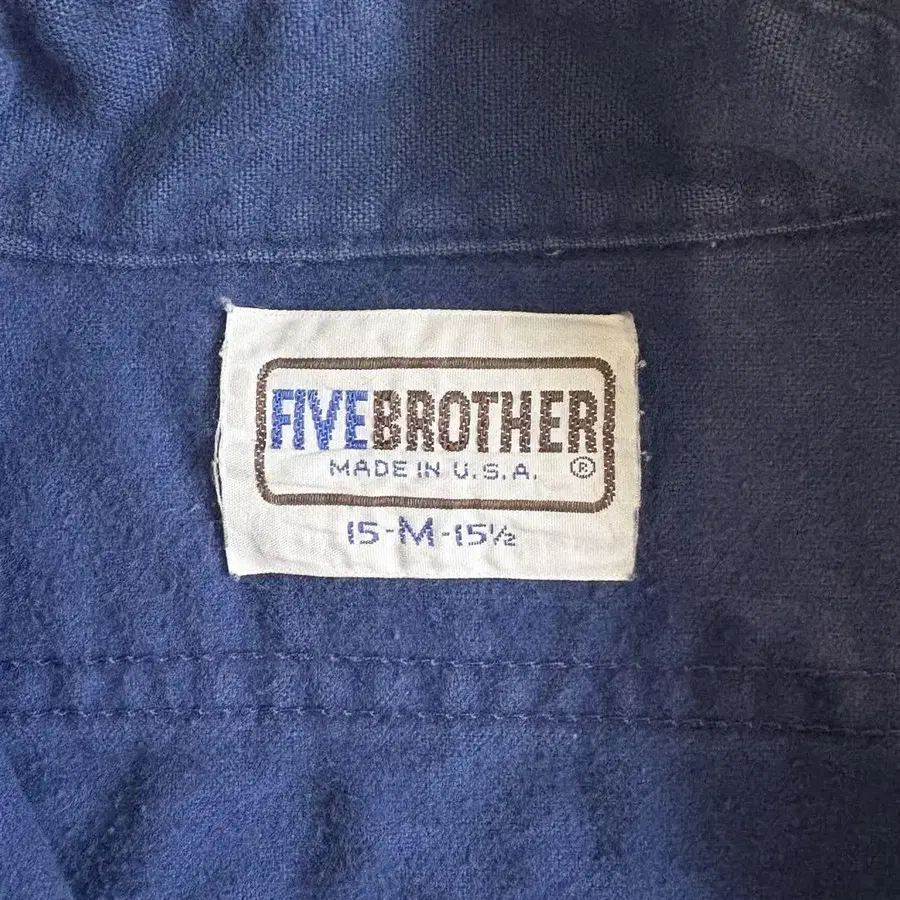 FIVEBROTHER
MADE IN U.S.A. ®
15-M-15½